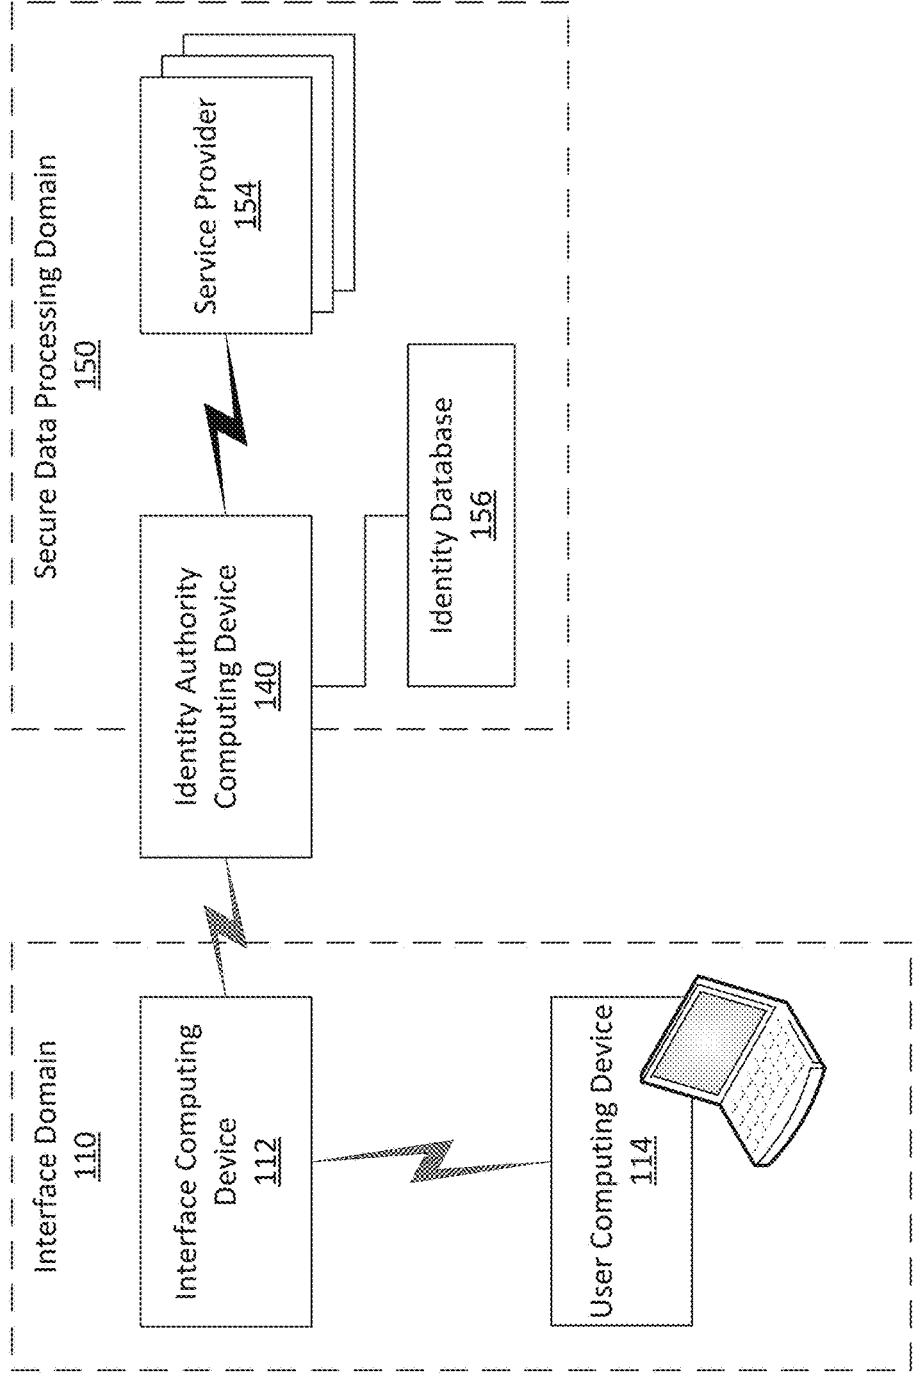 Interface Domain
110
Interface Computing
Device
112
User Computing Device
114
Identity Authority
Computing Device
140
Secure Data Processing Domain
150
Service Provider
154
Identity Database
156